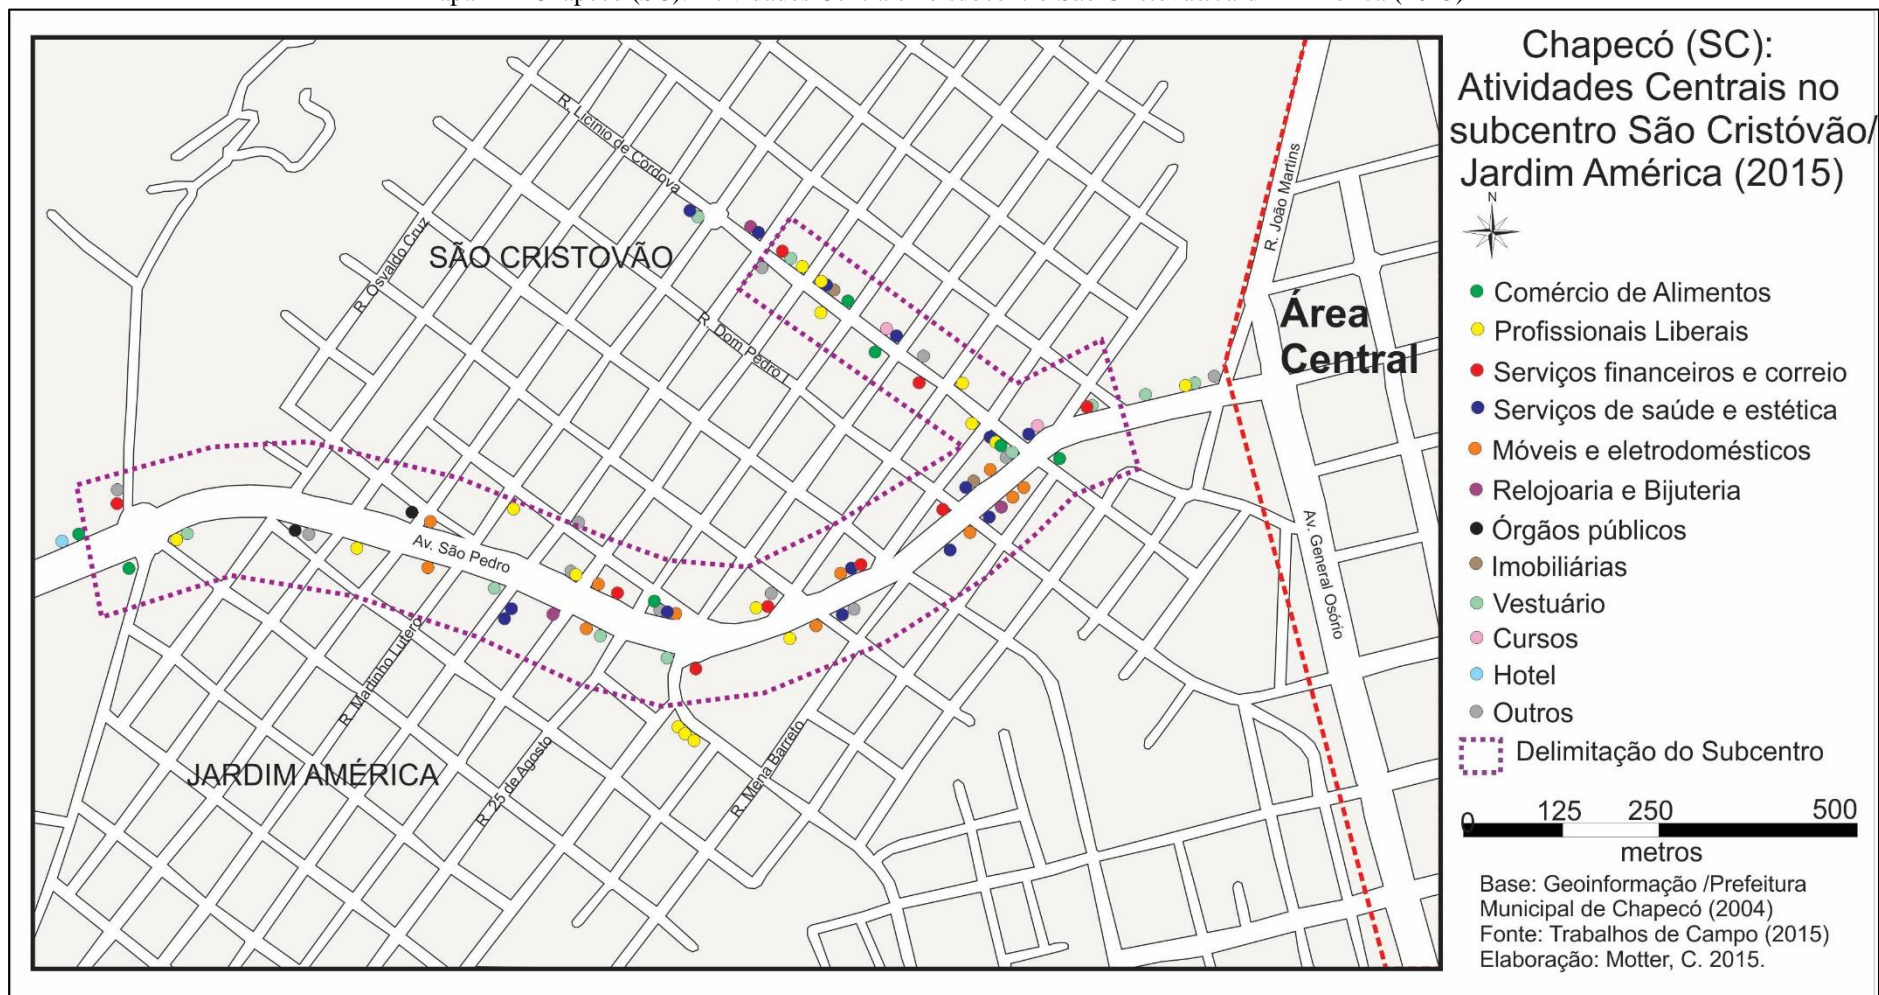 Chapecó (SC):
Atividades Centrais no
subcentro São Cristóvão/
Jardim América (2015)
N
Comércio de Alimentos
Profissionais Liberais
Serviços financeiros e correio
Serviços de saúde e estética
Móveis e eletrodomésticos
Relojoaria e Bijuteria
Órgãos públicos
Imobiliárias
Vestuário
Cursos
Hotel
Outros
Delimitação do Subcentro
0 125 250 500
metros
Base: Geoinformação /Prefeitura
Municipal de Chapecó (2004)
Fonte: Trabalhos de Campo (2015)
Elaboração: Motter, C. 2015.
R. Licinio de Cordova
R. João Martins
R. Osvaldo Cruz
SÃO CRISTOVÃO
R. Dom Pedro
Área
Central
Av. São Pedro
Av. General Osório
R. Martinho Lutero
JARDIM AMÉRICA
R. 25 de Agosto
R. Mena Barreto